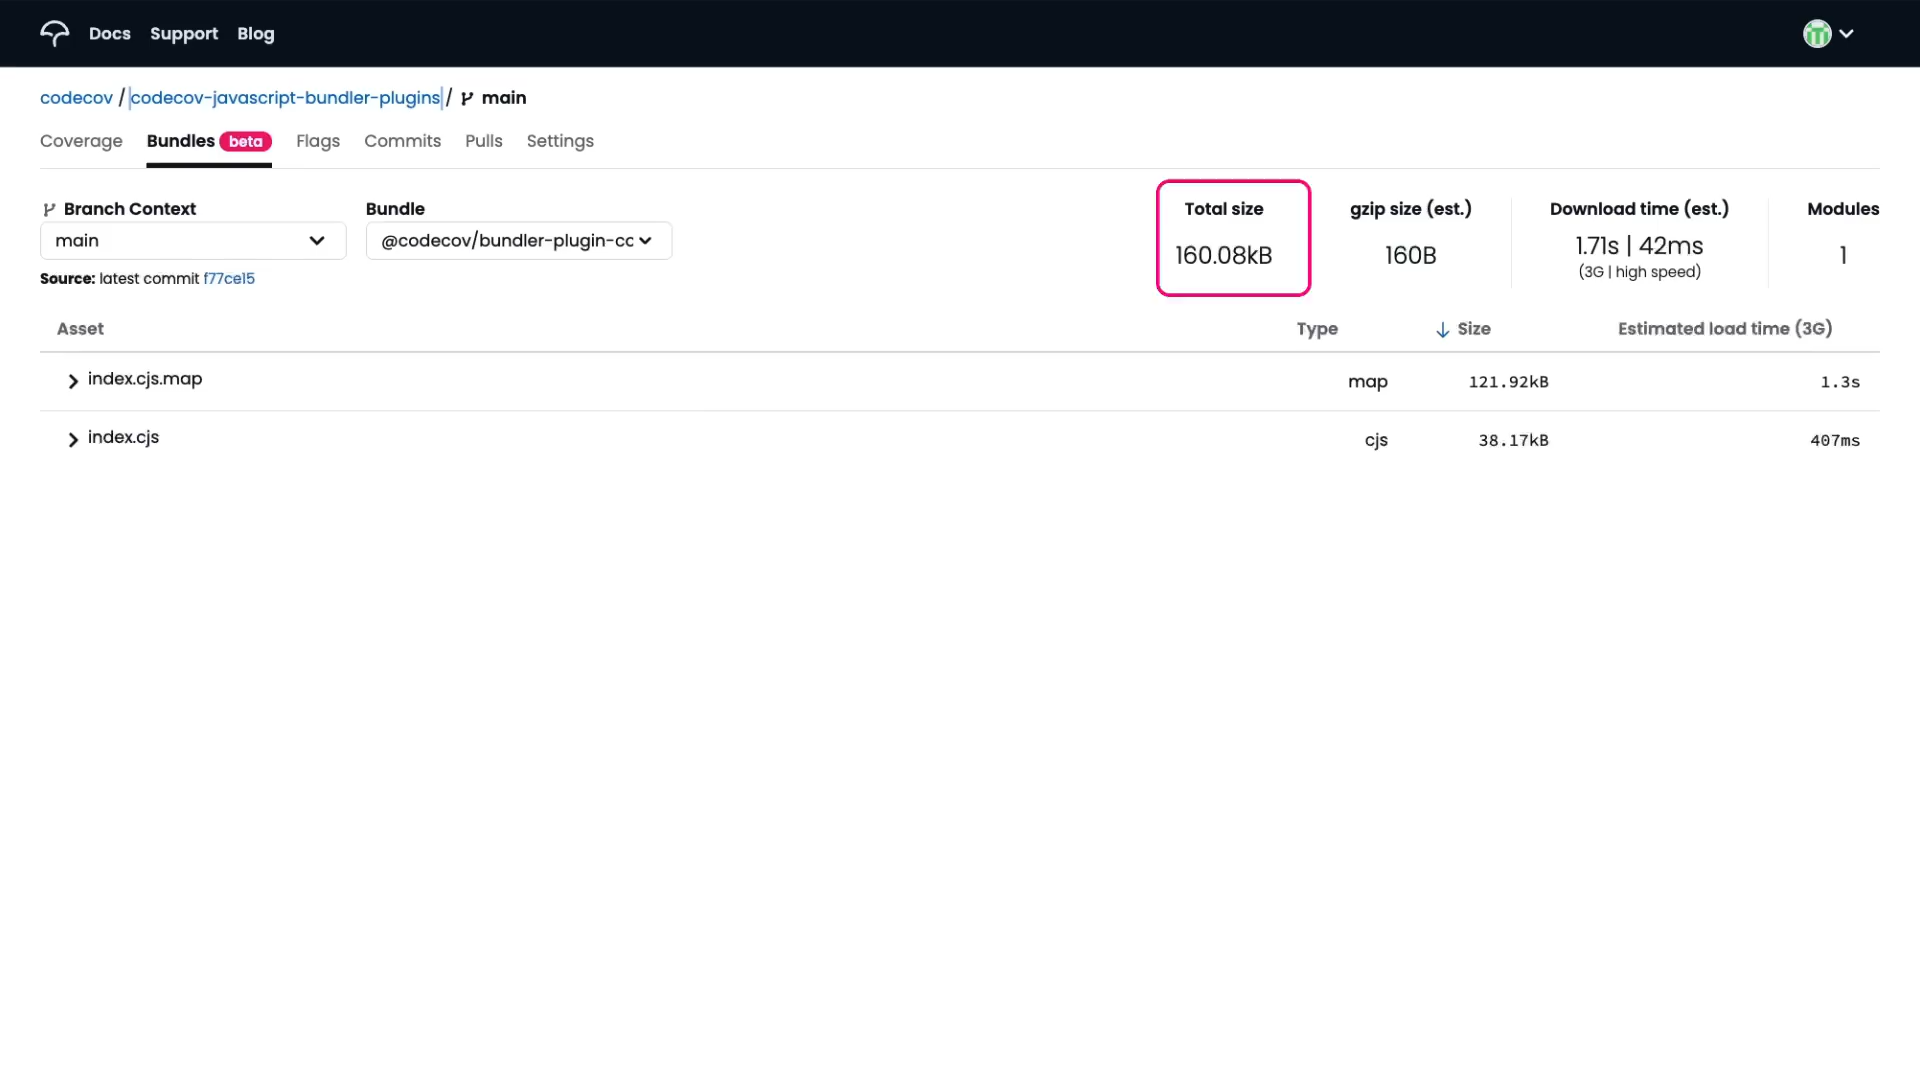 Docs Support Blog
codecov / codecov-javascript-bundler-plugins / main
Coverage Bundles beta Flags Commits Pulls Settings
Branch Context Bundle Total size gzip size (est.) Download time (est.) Modules
main @codecov/bundler-plugin-cc 160.08kB 160B 1.71s | 42ms 1
(3G | high speed)
Source: latest commit f77ce15
Asset Type Size Estimated load time (3G)
index.cjs.map map 121.92kB 1.3s
index.cjs cjs 38.17kB 407ms